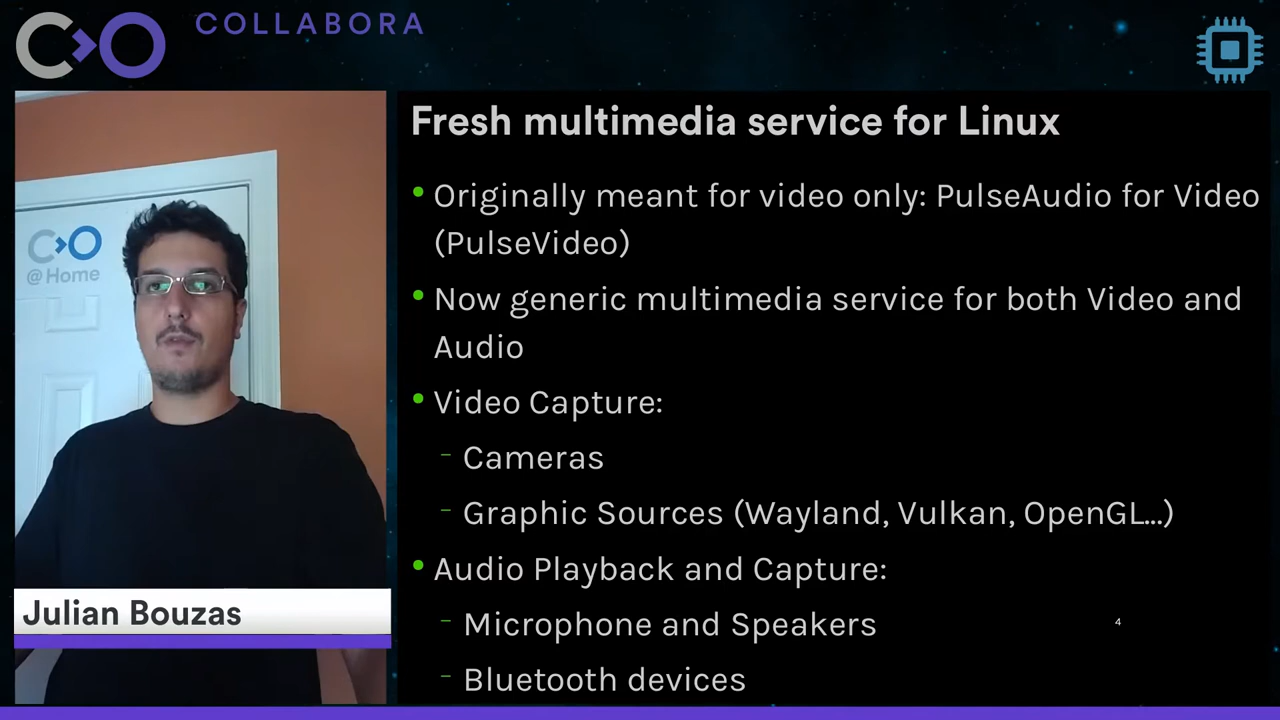 COLLABORA
@Home
Julian Bouzas
Fresh multimedia service for Linux
• Originally meant for video only: PulseAudio for Video
(PulseVideo)
• Now generic multimedia service for both Video and
Audio
• Video Capture:
– Cameras
– Graphic Sources (Wayland, Vulkan, OpenGL...)
• Audio Playback and Capture:
– Microphone and Speakers
4
– Bluetooth devices